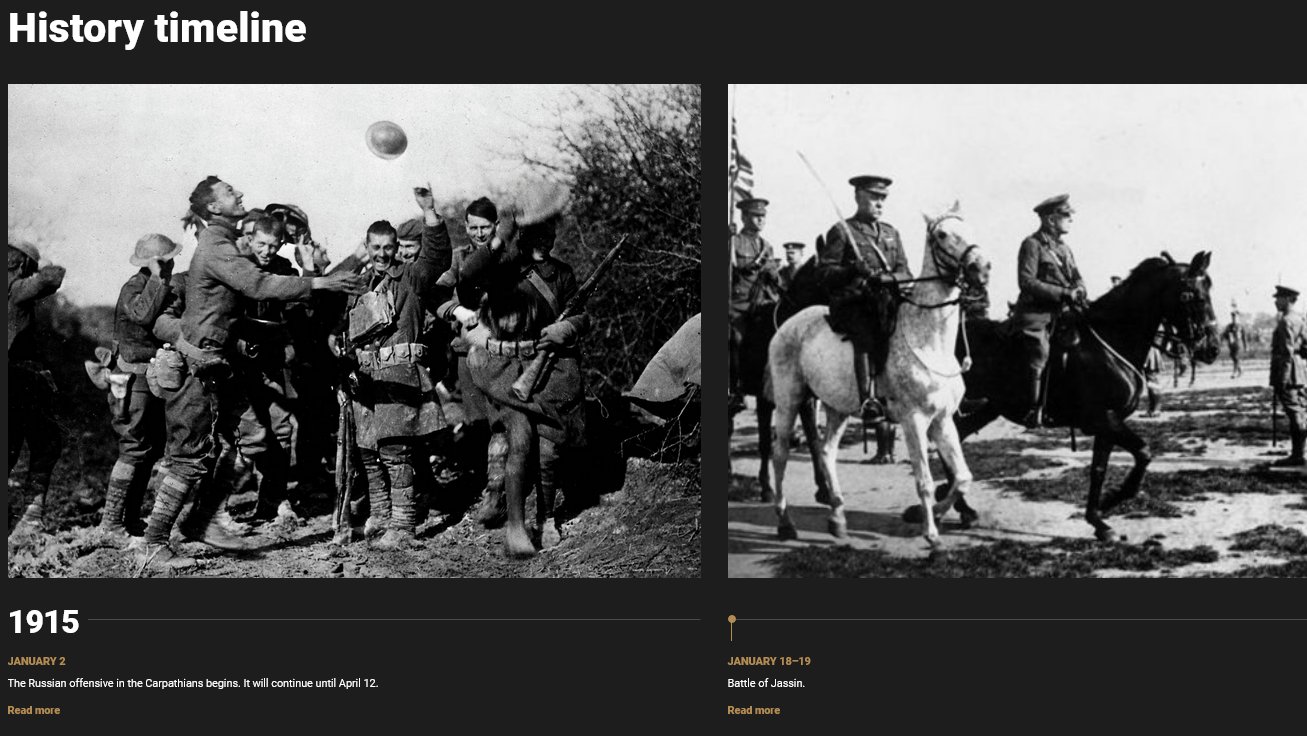 History timeline
1915
JANUARY 2
The Russian offensive in the Carpathians begins. It will continue until April 12.
Read more
JANUARY 18–19
Battle of Jassin.
Read more